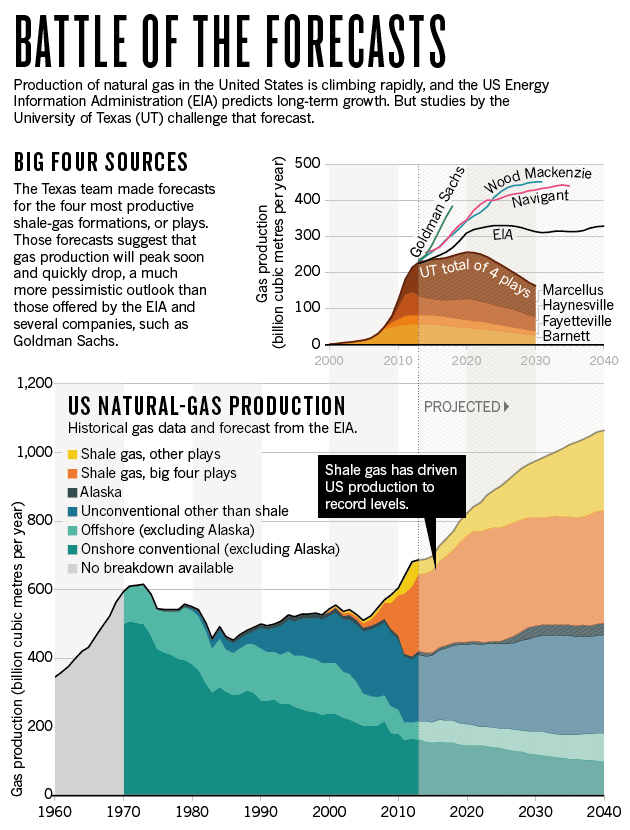 BATTLE OF THE FORECASTS
Production of natural gas in the United States is climbing rapidly, and the US Energy
Information Administration (EIA) predicts long-term growth. But studies by the
University of Texas (UT) challenge that forecast.
BIG FOUR SOURCES
The Texas team made forecasts
for the four most productive
shale-gas formations, or plays.
Those forecasts suggest that
gas production will peak soon
and quickly drop, a much
more pessimistic outlook than
those offered by the EIA and
several companies, such as
Goldman Sachs.
Gas production
(billion cubic metres per year)
500
400
300
200
100
0
Goldman Sachs
Wood Mackenzie
Navigant
EIA
UT total of 4 plays
Marcellus
Haynesville
Fayetteville
Barnett
2000
2010
2020
2030
2040
US NATURAL-GAS PRODUCTION
Historical gas data and forecast from the EIA.
PROJECTED
Shale gas, other plays
Shale gas, big four plays
Alaska
Unconventional other than shale
Offshore (excluding Alaska)
Onshore conventional (excluding Alaska)
No breakdown available
Shale gas has driven
US production to
record levels.
Gas production (billion cubic metres per year)
1,200
1,000
800
600
400
200
0
1960
1970
1980
1990
2000
2010
2020
2030
2040